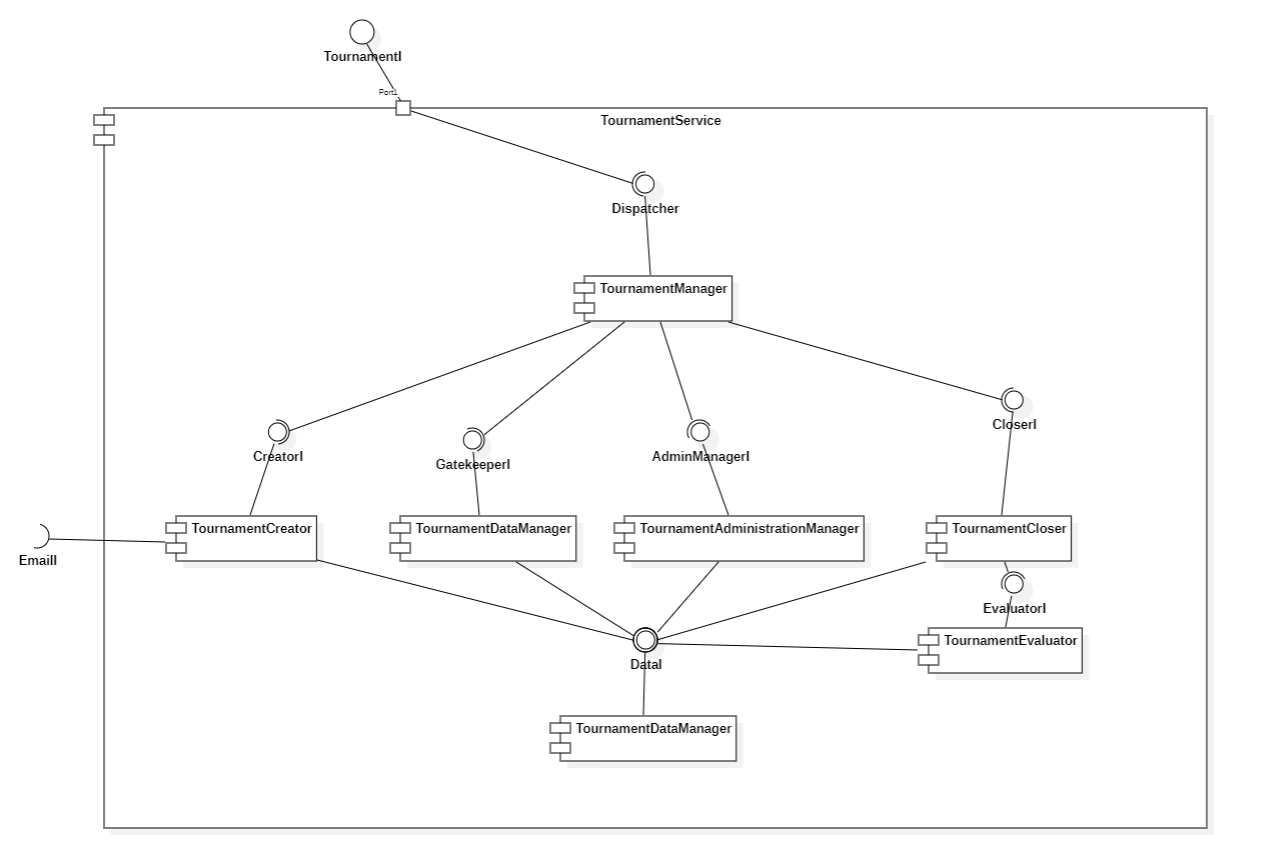 TournamentI
Port1
TournamentService
Dispatcher
TournamentManager
CloserI
CreatorI
GatekeeperI
AdminManagerI
TournamentCreator
TournamentDataManager
TournamentAdministrationManager
TournamentCloser
EmailI
EvaluatorI
TournamentEvaluator
DataI
TournamentDataManager